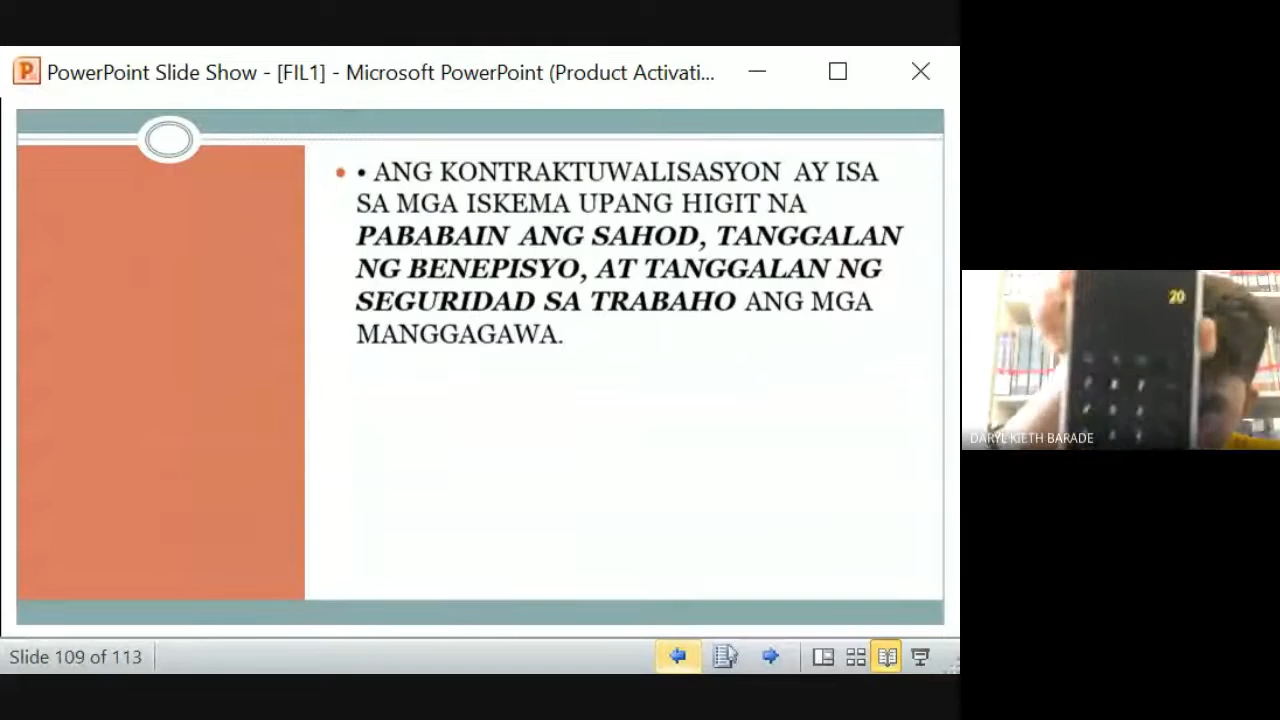 PowerPoint Slide Show - [FIL1] - Microsoft PowerPoint (Product Activati...
• • ANG KONTRAKTUWALISASYON AY ISA
SA MGA ISKEMA UPANG HIGIT NA
PABABAIN ANG SAHOD, TANGGALAN
NG BENEPISYO, AT TANGGALAN NG
SEGURIDAD SA TRABAHO ANG MGA
MANGGAGAWA.
20
DARYL KIETH BARADE
Slide 109 of 113